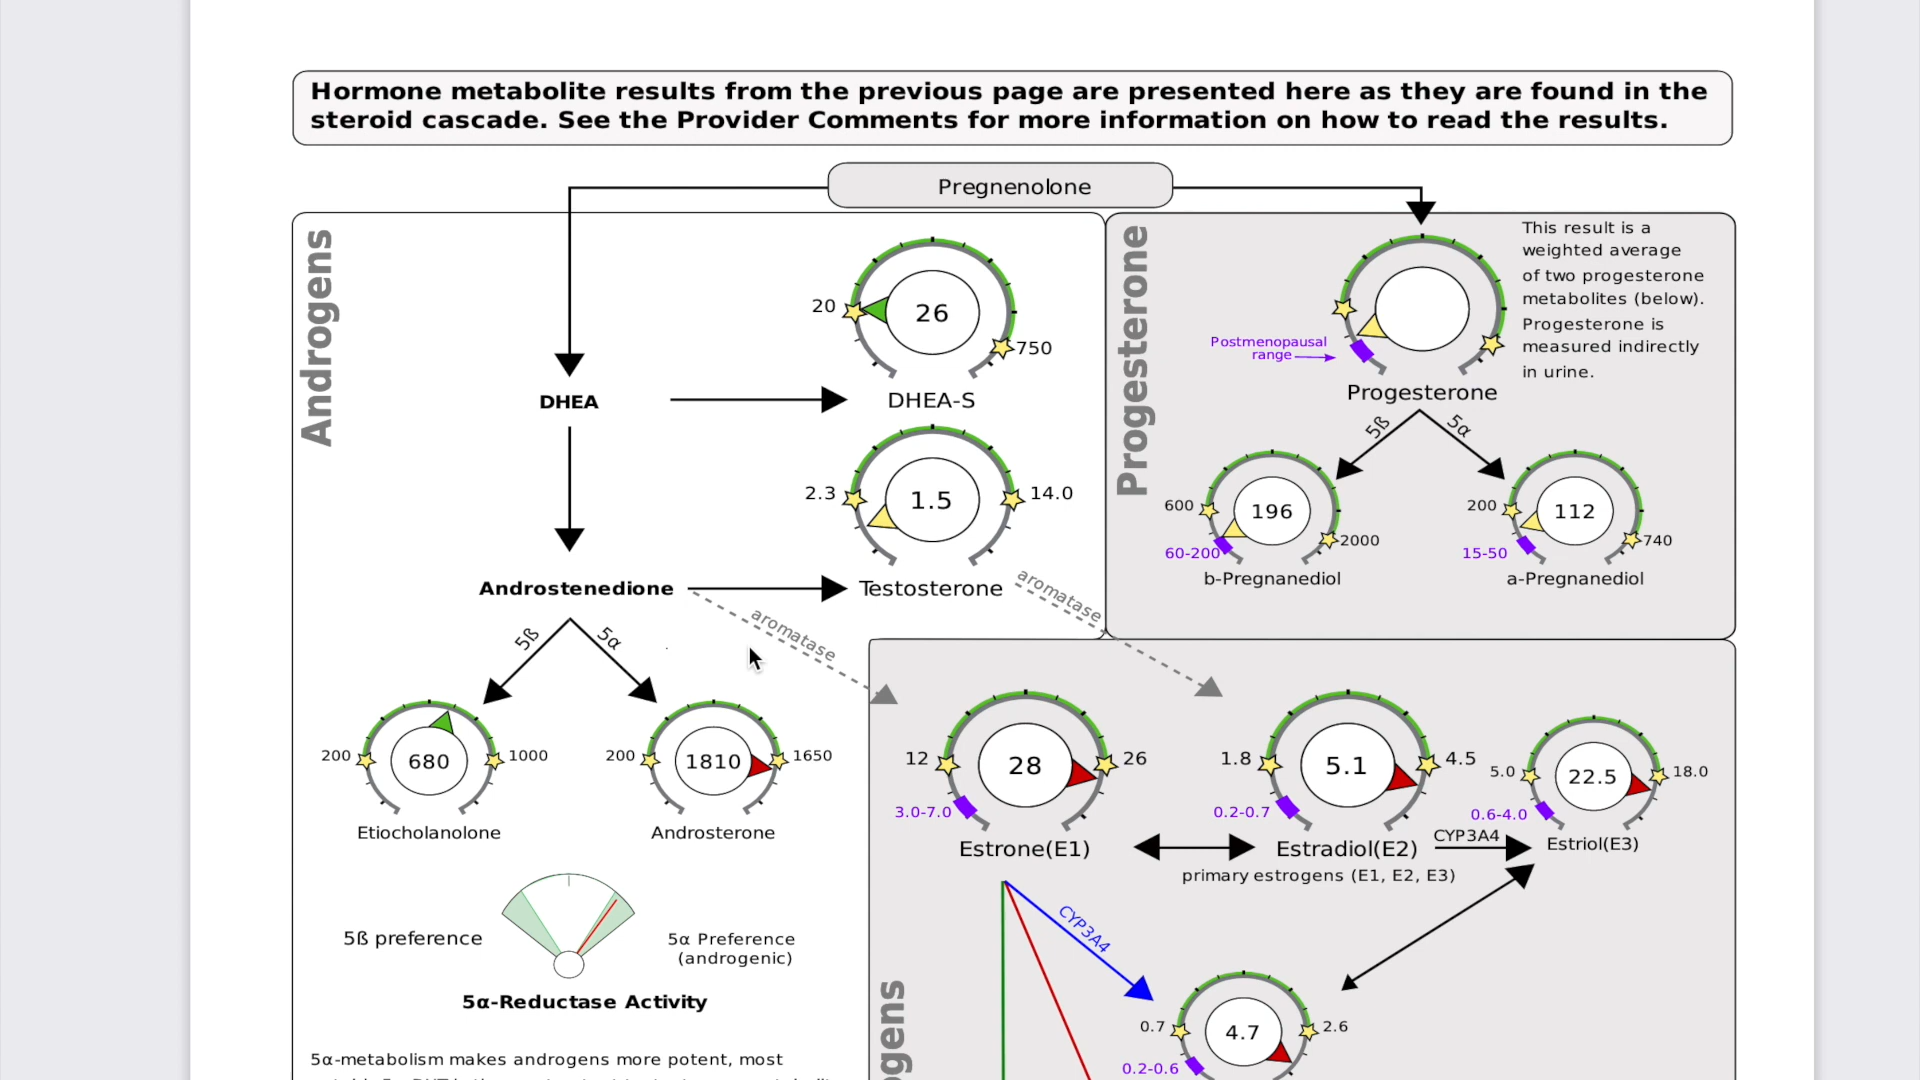 Hormone metabolite results from the previous page are presented here as they are found in the
steroid cascade. See the Provider Comments for more information on how to read the results.
Pregnenolone
Androgens
20
26
750
DHEA
DHEA-S
2.3
1.5
14.0
Androstenedione
Testosterone
aromatase
aromatase
5ß
5α
200
680
1000
Etiocholanolone
200
1810
1650
Androsterone
5ß preference
5α Preference
(androgenic)
5α-Reductase Activity
5α-metabolism makes androgens more potent, most
Progesterone
This result is a
weighted average
of two progesterone
metabolites (below).
Progesterone is
measured indirectly
in urine.
Postmenopausal
range
Progesterone
5ß
5α
600
196
2000
60-200
b-Pregnanediol
200
112
740
15-50
a-Pregnanediol
12
28
26
3.0-7.0
Estrone(E1)
1.8
5.1
4.5
0.2-0.7
Estradiol(E2)
CYP3A4
5.0
22.5
18.0
0.6-4.0
Estriol(E3)
primary estrogens (E1, E2, E3)
CYP3A4
0.7
4.7
2.6
0.2-0.6